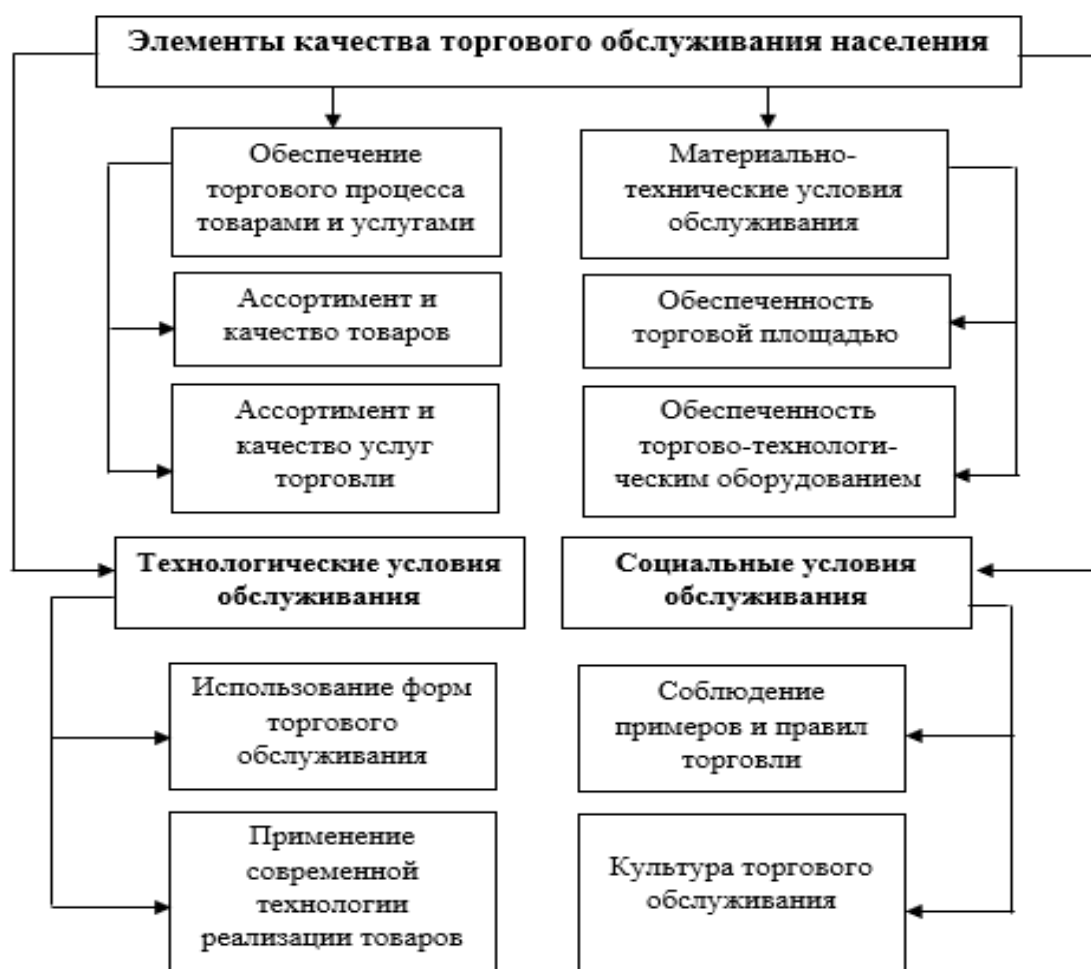 Элементы качества торгового обслуживания населения
Обеспечение
торгового процесса
товарами и услугами
Материально-
технические условия
обслуживания
Ассортимент и
качество товаров
Обеспеченность
торговой площадью
Ассортимент и
качество услуг
торговли
Обеспеченность
торгово-технологи-
ческим оборудованием
Технологические условия
обслуживания
Социальные условия
обслуживания
Использование форм
торгового
обслуживания
Соблюдение
примеров и правил
торговли
Применение
современной
технологии
реализации товаров
Культура торгового
обслуживания